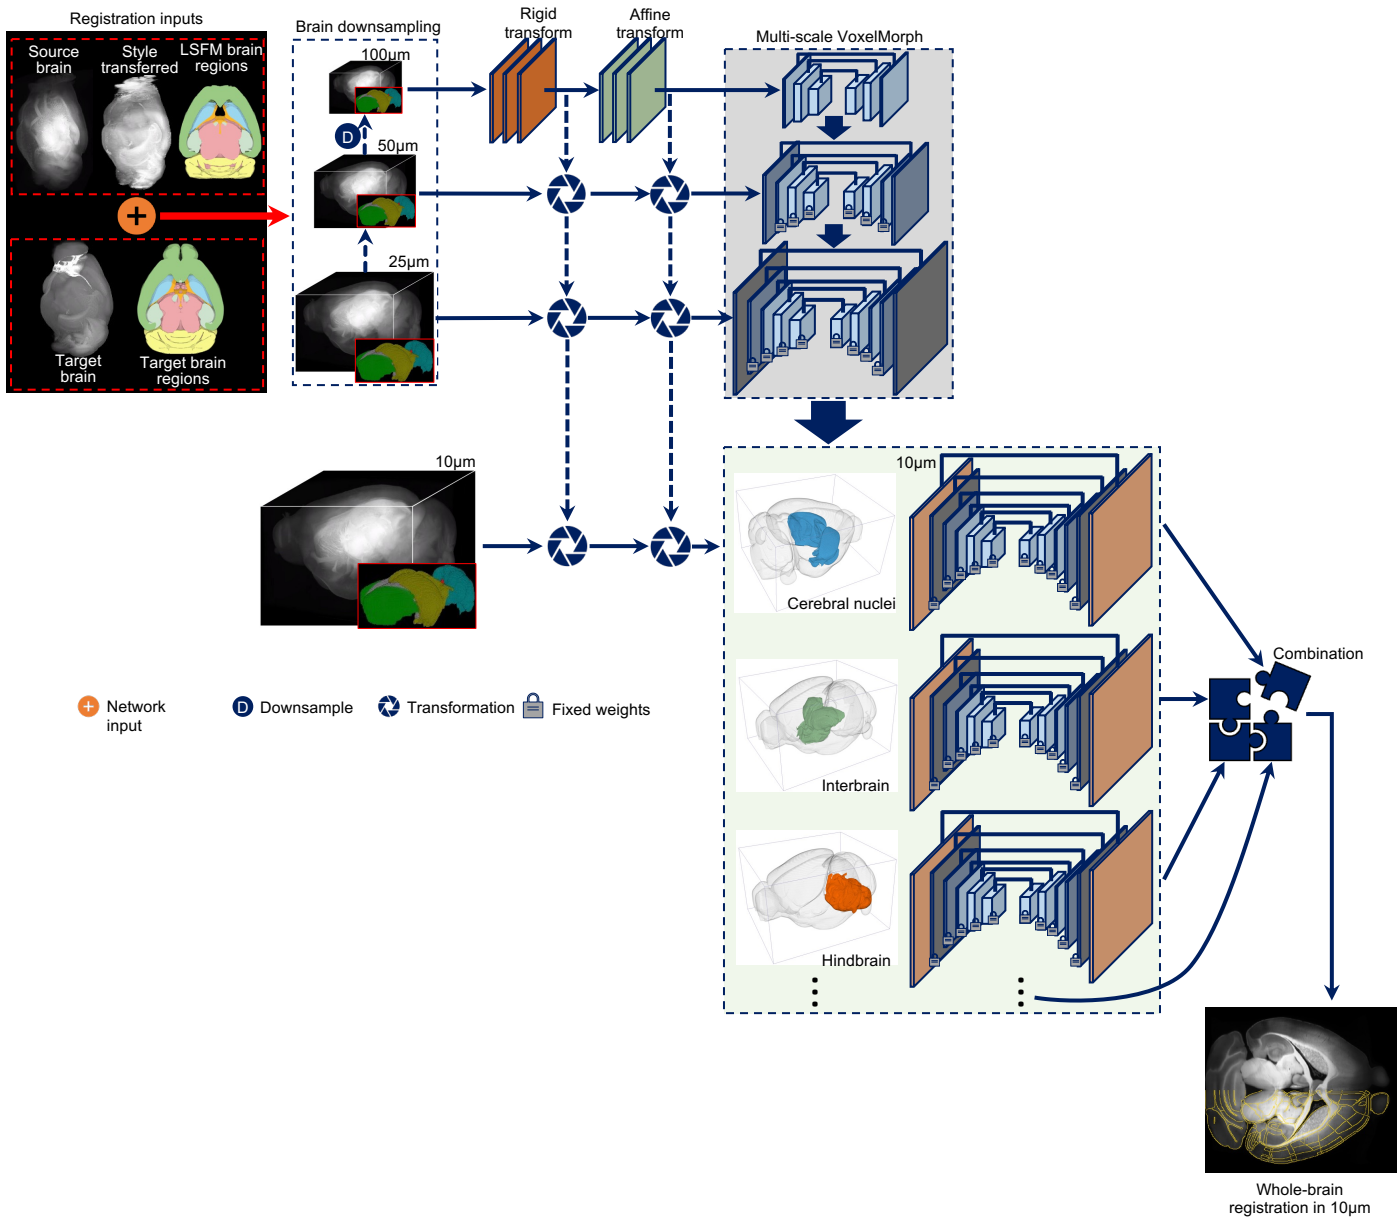 Registration inputs
Source
brain
Style
transferred
LSFM brain
regions
Target
brain
Target brain
regions
Brain downsampling
100µm
D
50µm
25µm
Rigid
transform
Affine
transform
Multi-scale VoxelMorph
10µm
10µm
Cerebral nuclei
Interbrain
Hindbrain
Combination
Network
input
D Downsample
Transformation
Fixed weights
Whole-brain
registration in 10µm